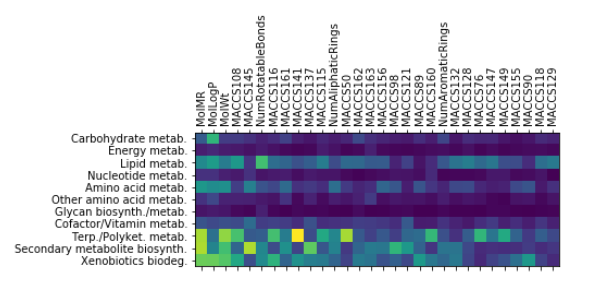 MolMR
MolLogP
MolWt
MACCS108
MACCS145
NumRotatableBonds
MACCS116
MACCS161
MACCS141
MACCS137
MACCS115
NumAliphaticRings
MACCS50
MACCS162
MACCS163
MACCS156
MACCS98
MACCS121
MACCS89
MACCS160
NumAromaticRings
MACCS132
MACCS128
MACCS76
MACCS147
MACCS149
MACCS155
MACCS90
MACCS118
MACCS129
Carbohydrate metab.
Energy metab.
Lipid metab.
Nucleotide metab.
Amino acid metab.
Other amino acid metab.
Glycan biosynth./metab.
Cofactor/Vitamin metab.
Terp./Polyket. metab.
Secondary metabolite biosynth.
Xenobiotics biodeg.